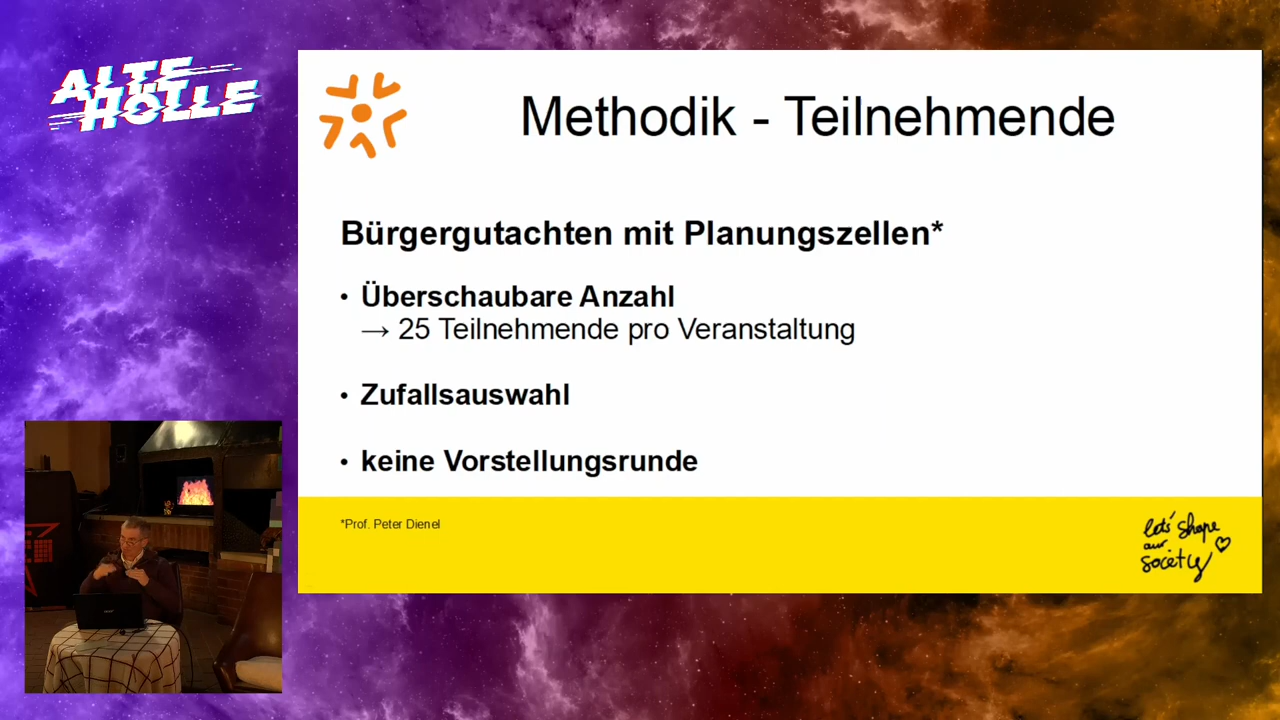 ALTE
HÖLLE
Methodik - Teilnehmende
Bürgergutachten mit Planungszellen*
• Überschaubare Anzahl
→ 25 Teilnehmende pro Veranstaltung
• Zufallsauswahl
• keine Vorstellungsrunde
*Prof. Peter Dienel
let's shape
our
society